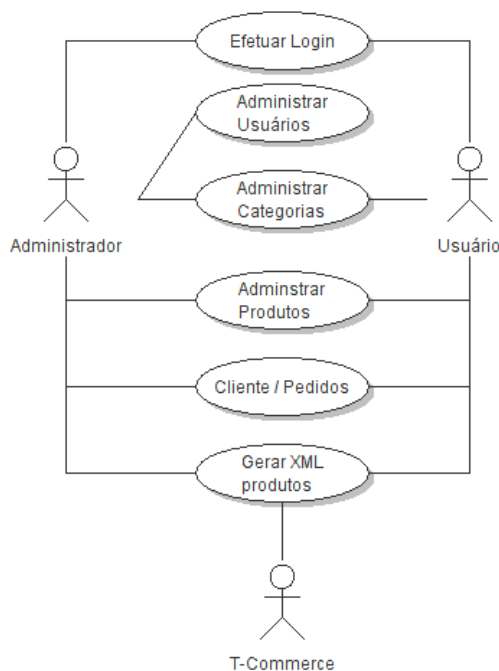 Efetuar Login
Administrar
Usuários
Administrar
Categorias
Administrador
Usuário
Adminstrar
Produtos
Cliente / Pedidos
Gerar XML
produtos
T-Commerce